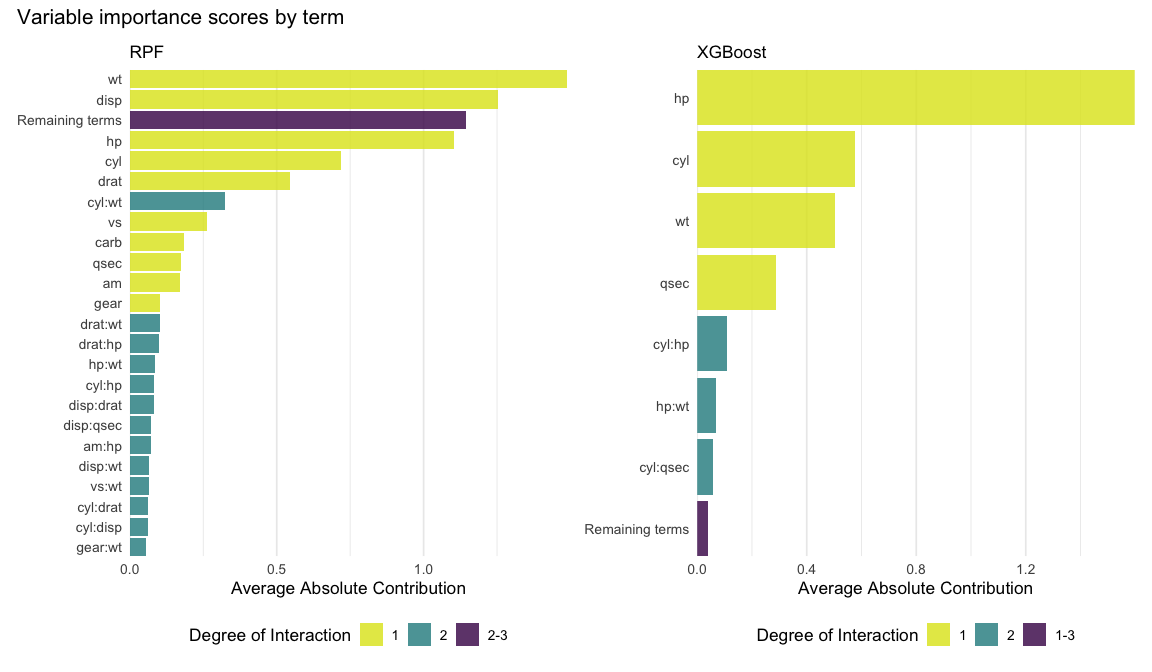 Variable importance scores by term
RPF
wt
disp
Remaining terms
hp
cyl
drat
cyl:wt
vs
carb
qsec
am
gear
drat:wt
drat:hp
hp:wt
cyl:hp
disp:drat
disp:qsec
am:hp
disp:wt
vs:wt
cyl:drat
cyl:disp
gear:wt
0.0 0.5 1.0
Average Absolute Contribution
Degree of Interaction 1 2 2-3
XGBoost
hp
cyl
wt
qsec
cyl:hp
hp:wt
cyl:qsec
Remaining terms
0.0 0.4 0.8 1.2
Average Absolute Contribution
Degree of Interaction 1 2 1-3